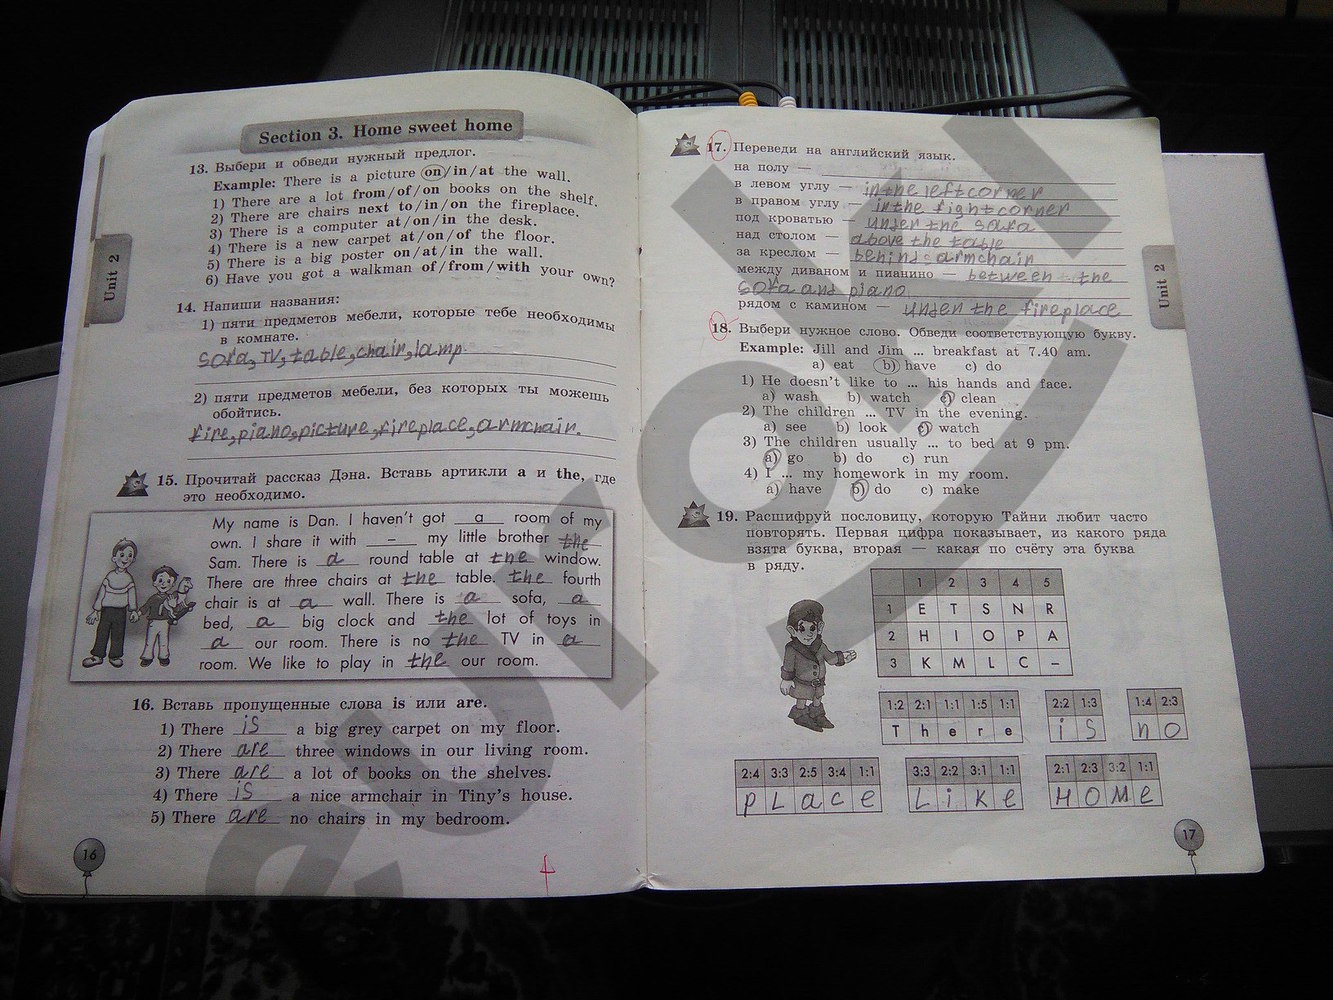 Section 3. Home sweet home
13. Выбери и обведи нужный предлог.
Example: There is a picture on/in/at the wall.
1) There are a lot from/of/on books on the shelf.
2) There are chairs next to/in/on the fireplace.
3) There is a computer at/on/in the desk.
4) There is a new carpet at/on/of the floor.
5) There is a big poster on/at/in the wall.
6) Have you got a walkman of/from/with your own?
Unit 2
14. Напиши названия:
1) пяти предметов мебели, которые тебе необходимы
в комнате.
sofa, TV, table, chair, lamp.
2) пяти предметов мебели, без которых ты можешь
обойтись.
fire, piano, picture, fireplace, armchair.
15. Прочитай рассказ Дэна. Вставь артикли a и the, где
это необходимо.
My name is Dan. I haven't got a room of my
own. I share it with – my little brother the
Sam. There is a round table at the window.
There are three chairs at the table. the fourth
chair is at a wall. There is a sofa, a
bed, a big clock and the lot of toys in
a our room. There is no the TV in a
room. We like to play in the our room.
16. Вставь пропущенные слова is или are.
1) There is a big grey carpet on my floor.
2) There are three windows in our living room.
3) There are a lot of books on the shelves.
4) There is a nice armchair in Tiny's house.
5) There are no chairs in my bedroom.
16
4
17. Переведи на английский язык.
на полу —
в левом углу — in the left corner
в правом углу — in the right corner
под кроватью — under the sofa
над столом — above the table
за креслом — behind armchair
между диваном и пианино — between the
sofa and piano
рядом с камином — under the fireplace
Unit 2
18. Выбери нужное слово. Обведи соответствующую букву.
Example: Jill and Jim ... breakfast at 7.40 am.
a) eat b) have c) do
1) He doesn't like to ... his hands and face.
a) wash b) watch c) clean
2) The children ... TV in the evening.
a) see b) look c) watch
3) The children usually ... to bed at 9 pm.
a) go b) do c) run
4) I ... my homework in my room.
a) have b) do c) make
19. Расшифруй пословицу, которую Тайни любит часто
повторять. Первая цифра показывает, из какого ряда
взята буква, вторая — какая по счёту эта буква
в ряду.
1 2 3 4 5
1 E T S N R
2 H I O P A
3 K M L C –
1:2 2:1 1:1 1:5 1:1 2:2 1:3 1:4 2:3
T h e r e i s n o
2:4 3:3 2:5 3:4 1:1 3:3 2:2 3:1 1:1 2:1 2:3 3:2 1:1
p L a c e L i K e H O M e
17
euroki